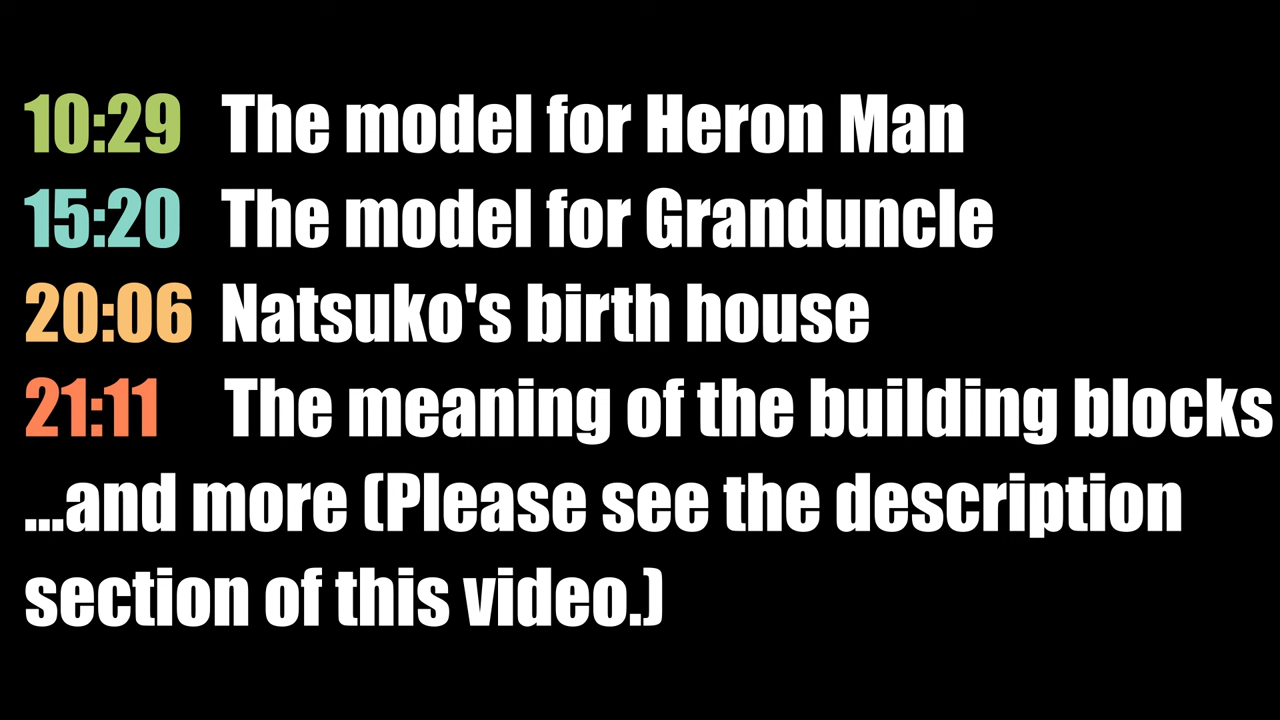 10:29 The model for Heron Man
15:20 The model for Granduncle
20:06 Natsuko's birth house
21:11 The meaning of the building blocks
...and more (Please see the description
section of this video.)